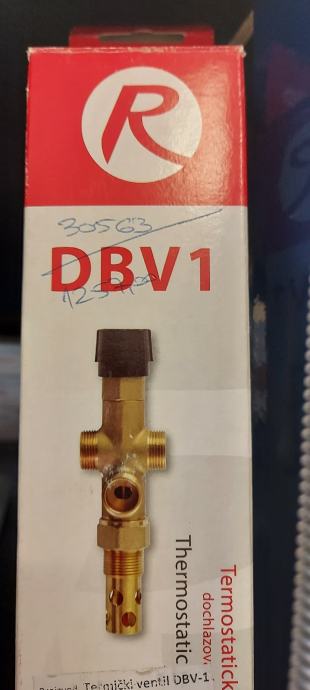 R
30563
DBV1
Thermostatic
Termostatick
dochlazov.
Termički ventil DBV-1